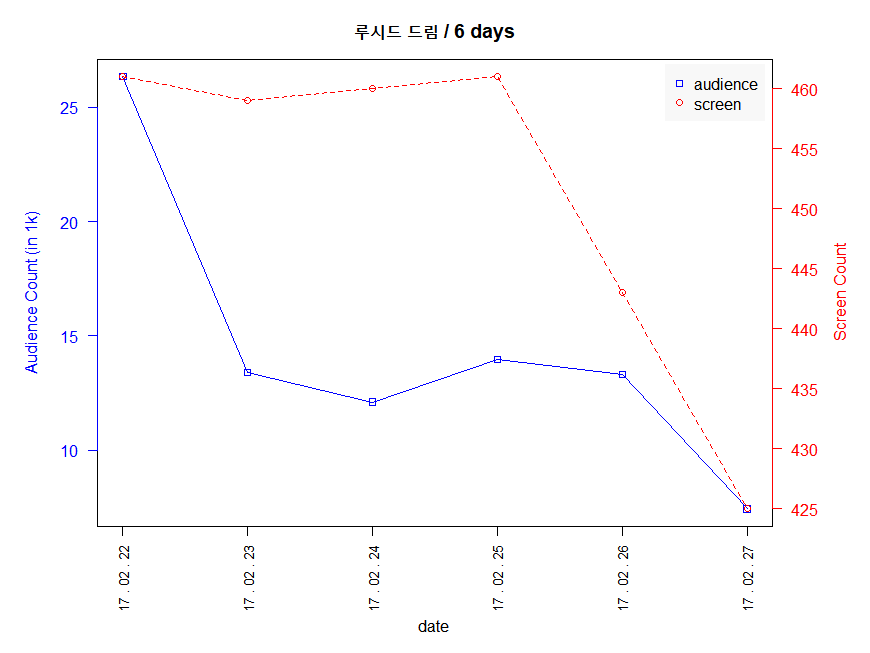 루시드 드림 / 6 days
audience
screen
Audience Count (in 1k)
25
20
15
10
460
455
450
445
440
435
430
425
Screen Count
17 . 02 . 22
17 . 02 . 23
17 . 02 . 24
17 . 02 . 25
17 . 02 . 26
17 . 02 . 27
date